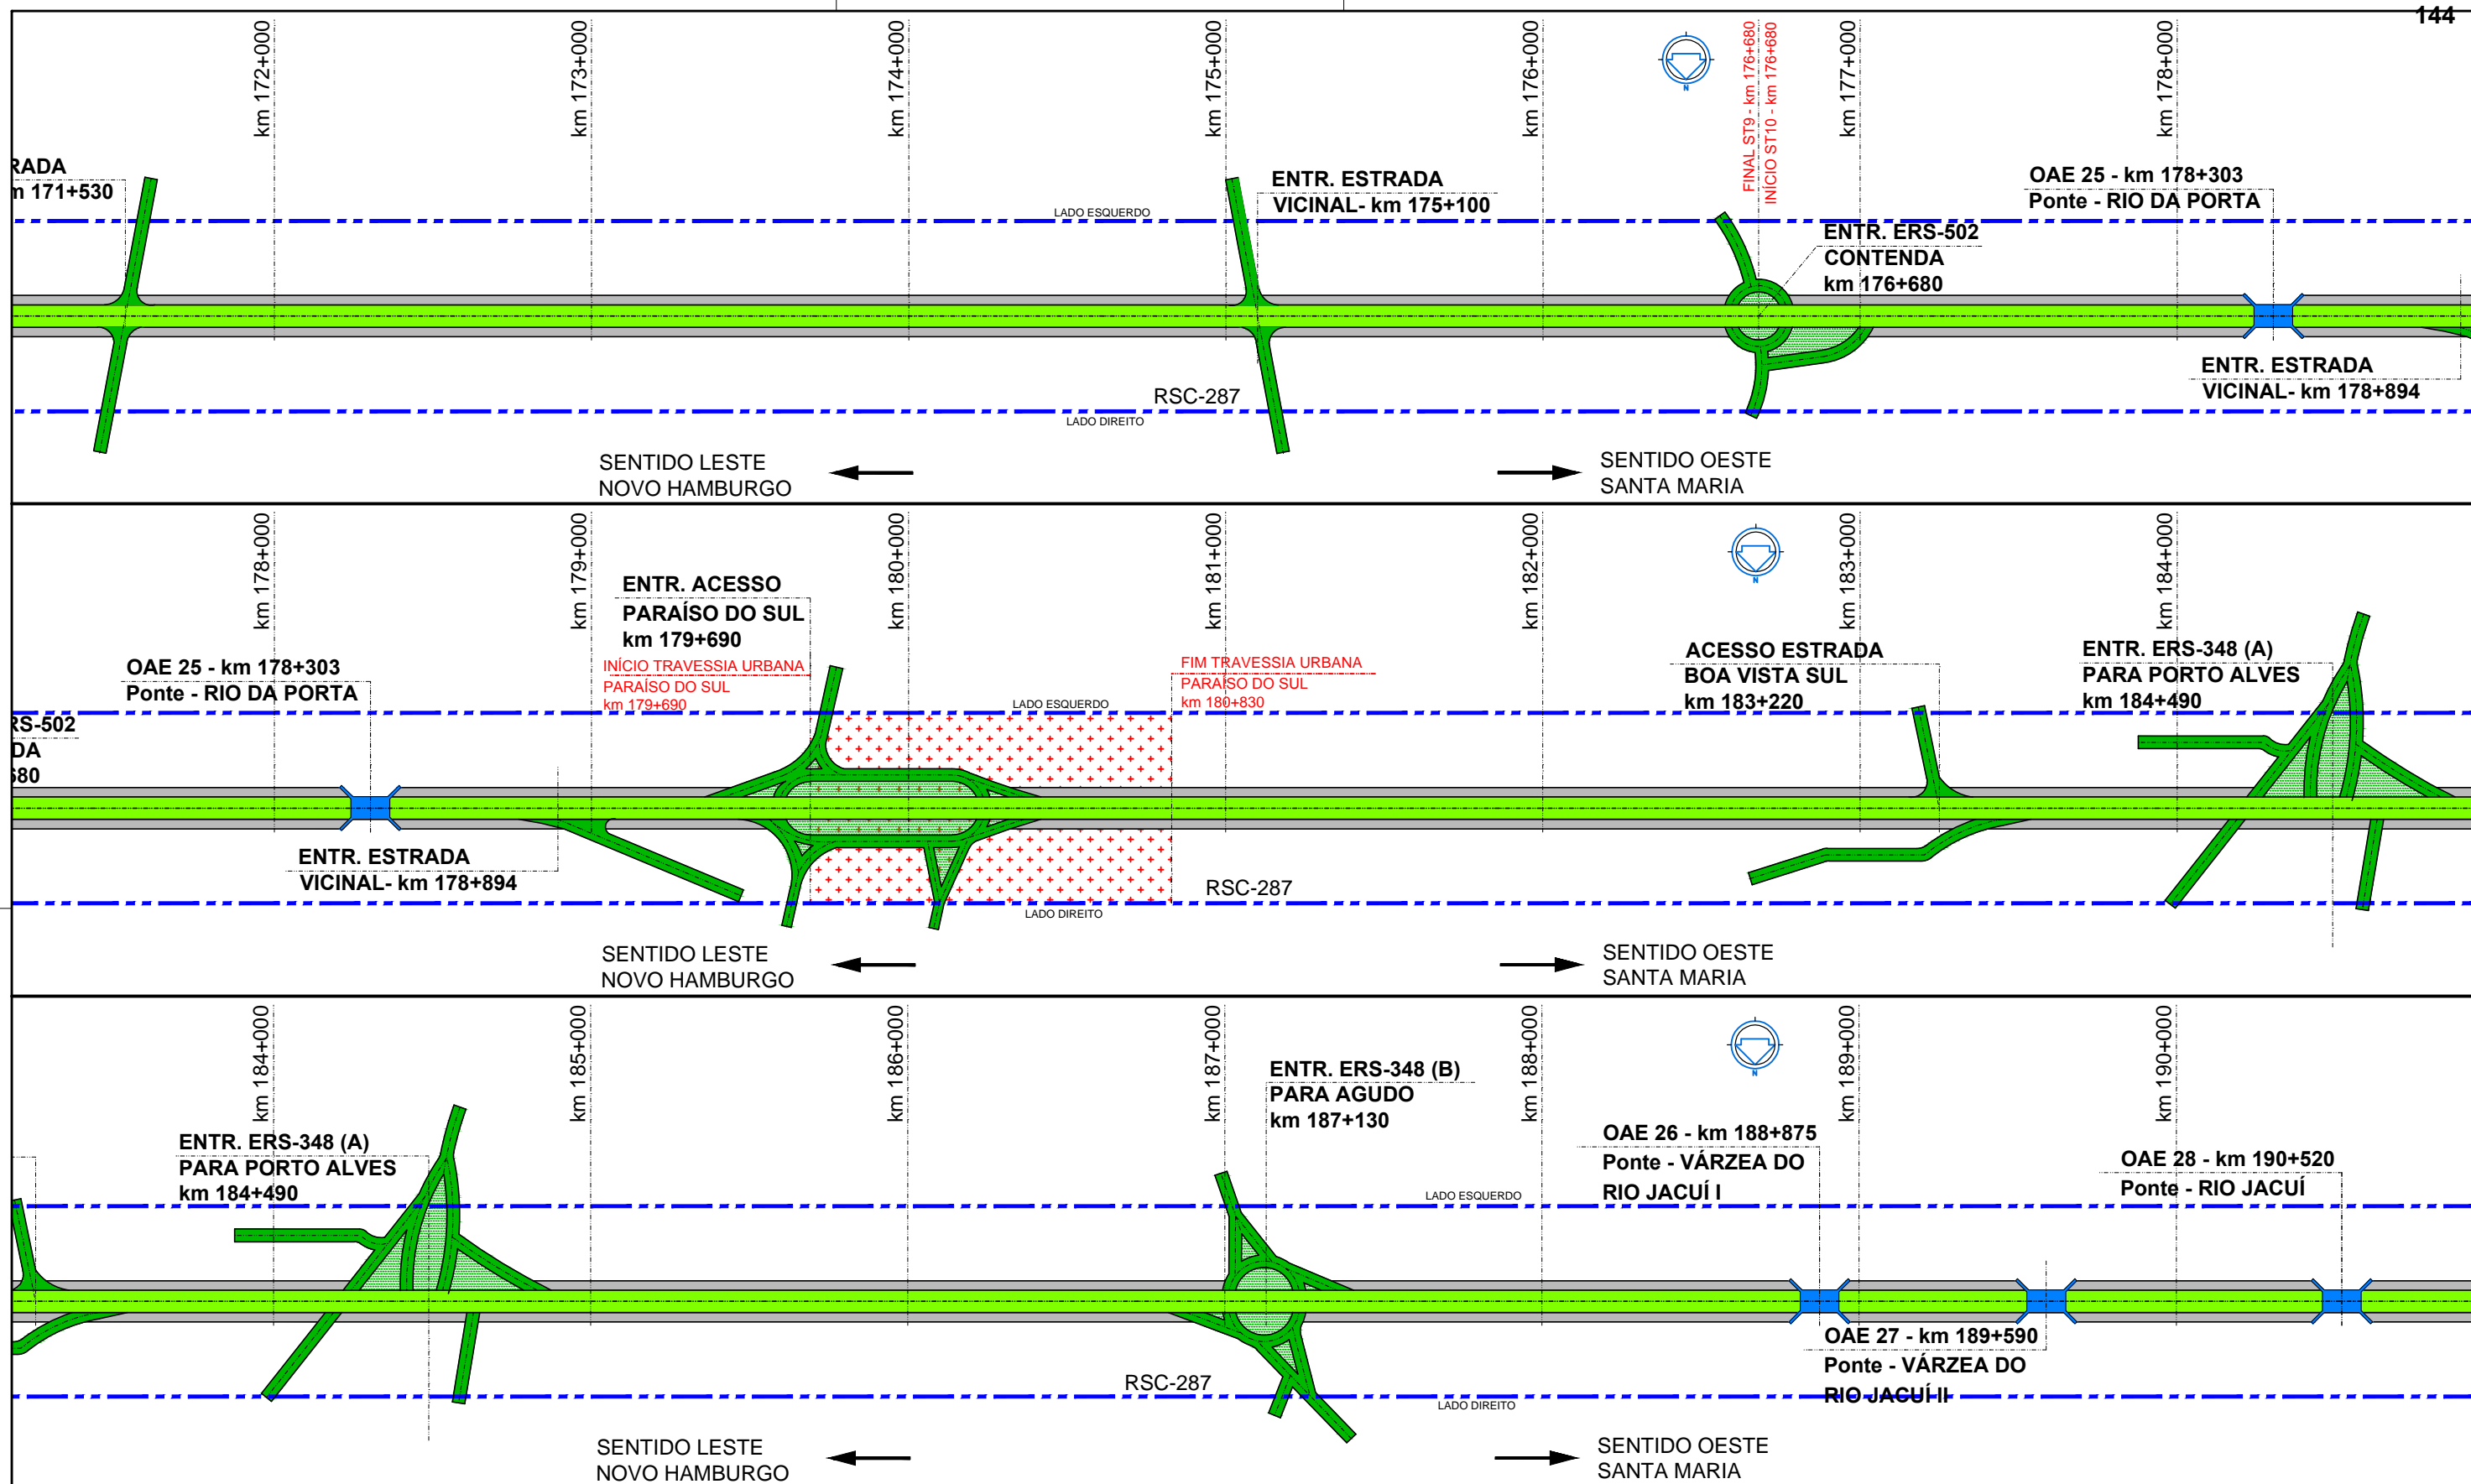 144
km 172+000
km 173+000
km 174+000
km 175+000
km 176+000
FINAL ST9 - km 176+680
INÍCIO ST10 - km 176+680
km 177+000
km 178+000
N
RADA
m 171+530
ENTR. ESTRADA
VICINAL- km 175+100
ENTR. ERS-502
CONTENDA
km 176+680
OAE 25 - km 178+303
Ponte - RIO DA PORTA
ENTR. ESTRADA
VICINAL- km 178+894
LADO ESQUERDO
RSC-287
LADO DIREITO
SENTIDO LESTE
NOVO HAMBURGO
SENTIDO OESTE
SANTA MARIA
km 178+000
km 179+000
km 180+000
km 181+000
km 182+000
km 183+000
km 184+000
N
RS-502
DA
680
OAE 25 - km 178+303
Ponte - RIO DA PORTA
ENTR. ESTRADA
VICINAL- km 178+894
ENTR. ACESSO
PARAÍSO DO SUL
km 179+690
INÍCIO TRAVESSIA URBANA
PARAÍSO DO SUL
km 179+690
FIM TRAVESSIA URBANA
PARAÍSO DO SUL
km 180+830
ACESSO ESTRADA
BOA VISTA SUL
km 183+220
ENTR. ERS-348 (A)
PARA PORTO ALVES
km 184+490
LADO ESQUERDO
RSC-287
LADO DIREITO
SENTIDO LESTE
NOVO HAMBURGO
SENTIDO OESTE
SANTA MARIA
km 184+000
km 185+000
km 186+000
km 187+000
km 188+000
km 189+000
km 190+000
N
ENTR. ERS-348 (A)
PARA PORTO ALVES
km 184+490
ENTR. ERS-348 (B)
PARA AGUDO
km 187+130
OAE 26 - km 188+875
Ponte - VÁRZEA DO
RIO JACUÍ I
OAE 28 - km 190+520
Ponte - RIO JACUÍ
OAE 27 - km 189+590
Ponte - VÁRZEA DO
RIO JACUÍ II
LADO ESQUERDO
RSC-287
LADO DIREITO
SENTIDO LESTE
NOVO HAMBURGO
SENTIDO OESTE
SANTA MARIA